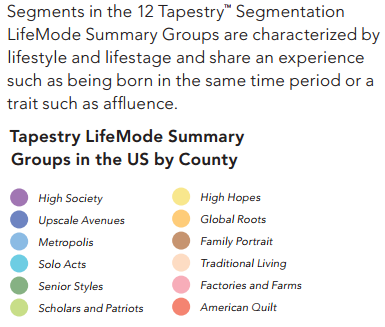 Segments in the 12 Tapestry™ Segmentation
LifeMode Summary Groups are characterized by
lifestyle and lifestage and share an experience
such as being born in the same time period or a
trait such as affluence.
Tapestry LifeMode Summary
Groups in the US by County
High Society
Upscale Avenues
Metropolis
Solo Acts
Senior Styles
Scholars and Patriots
High Hopes
Global Roots
Family Portrait
Traditional Living
Factories and Farms
American Quilt